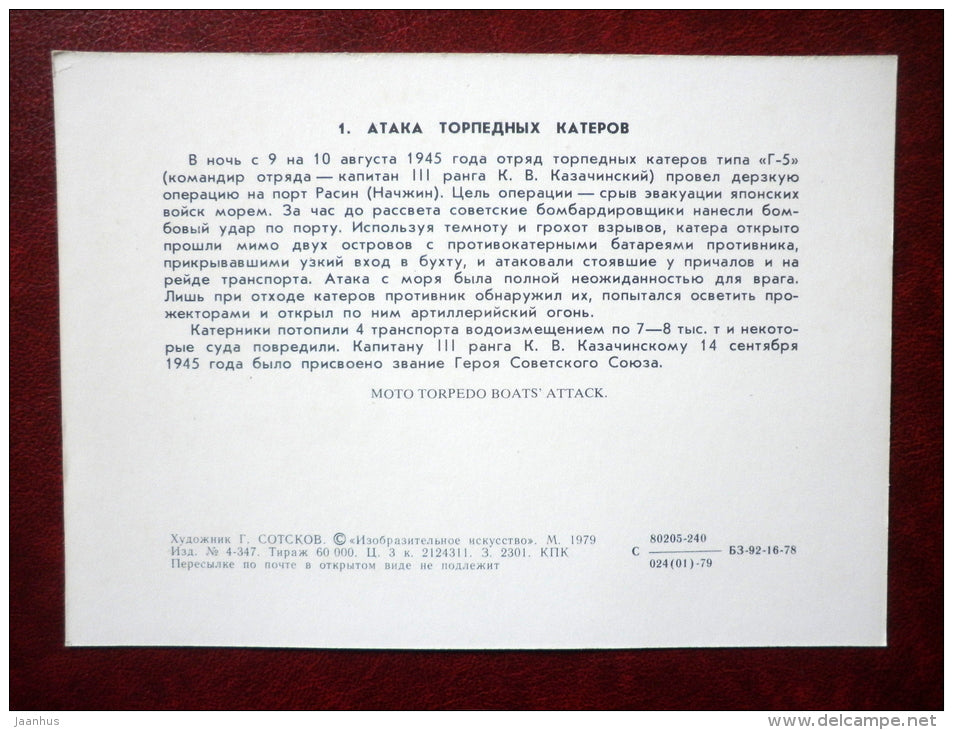 1. АТАКА ТОРПЕДНЫХ КАТЕРОВ
В ночь с 9 на 10 августа 1945 года отряд торпедных катеров типа «Г-5»
(командир отряда — капитан III ранга К. В. Казачинский) провел дерзкую
операцию на порт Расин (Начжин). Цель операции — срыв эвакуации японских
войск морем. За час до рассвета советские бомбардировщики нанесли бом-
бовый удар по порту. Используя темноту и грохот взрывов, катера открыто
прошли мимо двух островов с противокатерными батареями противника,
прикрывавшими узкий вход в бухту, и атаковали стоявшие у причалов и на
рейде транспорта. Атака с моря была полной неожиданностью для врага.
Лишь при отходе катеров противник обнаружил их, попытался осветить про-
жекторами и открыл по ним артиллерийский огонь.
Катерники потопили 4 транспорта водоизмещением по 7—8 тыс. т и некото-
рые суда повредили. Капитану III ранга К. В. Казачинскому 14 сентября
1945 года было присвоено звание Героя Советского Союза.
MOTO TORPEDO BOATS' ATTACK.
Художник Г. СОТСКОВ. © «Изобразительное искусство». М. 1979
Изд. № 4-347. Тираж 60 000. Ц. 3 к. 2124311. З. 2301. КПК
Пересылке по почте в открытом виде не подлежит
80205-240
С БЗ-92-16-78
024(01)-79
jaanhus
www.delcampe.net